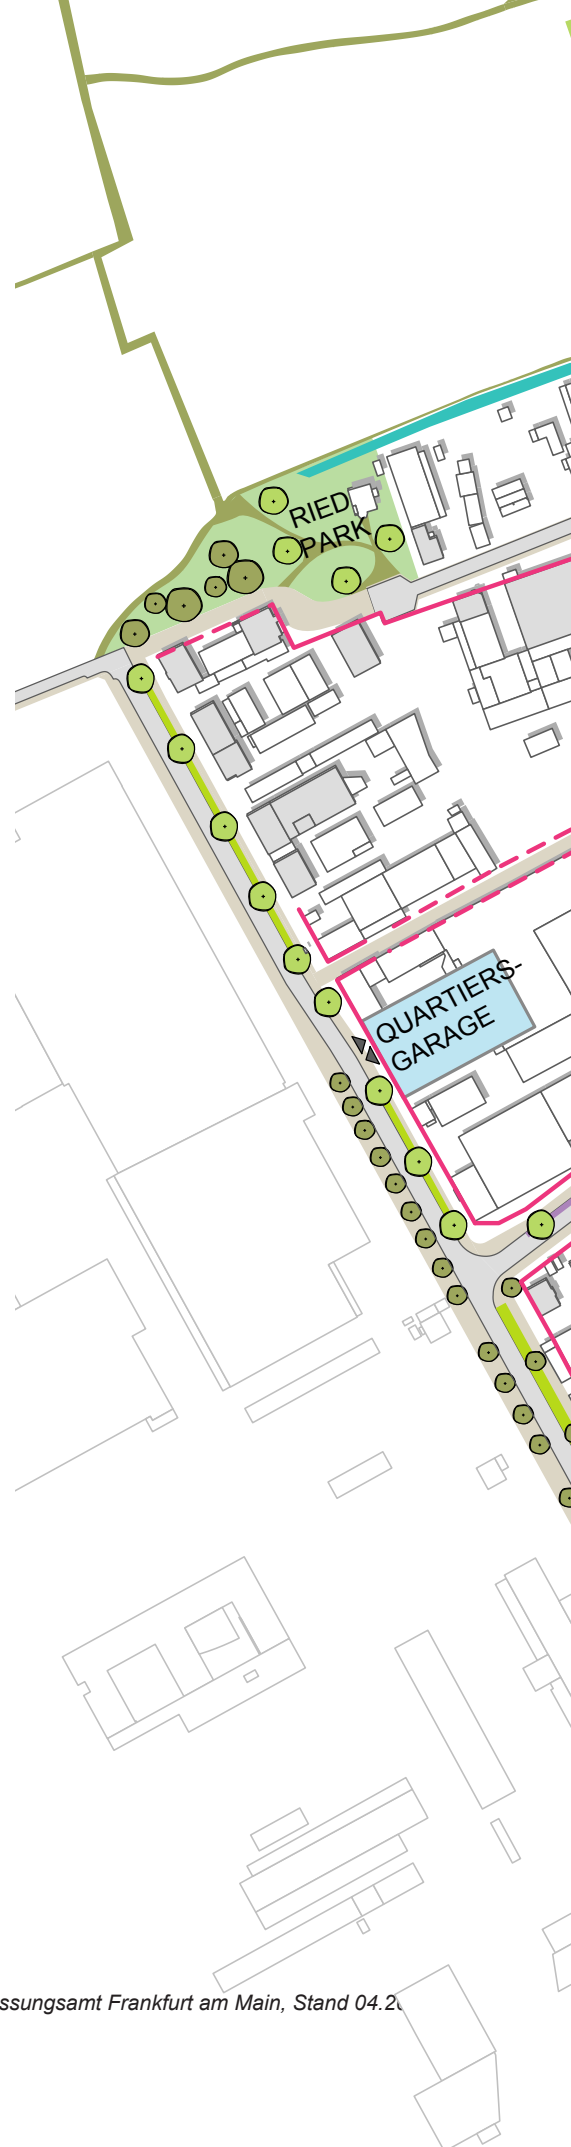 RIED
PARK
QUARTIERS-
GARAGE
ssungsamt Frankfurt am Main, Stand 04.2